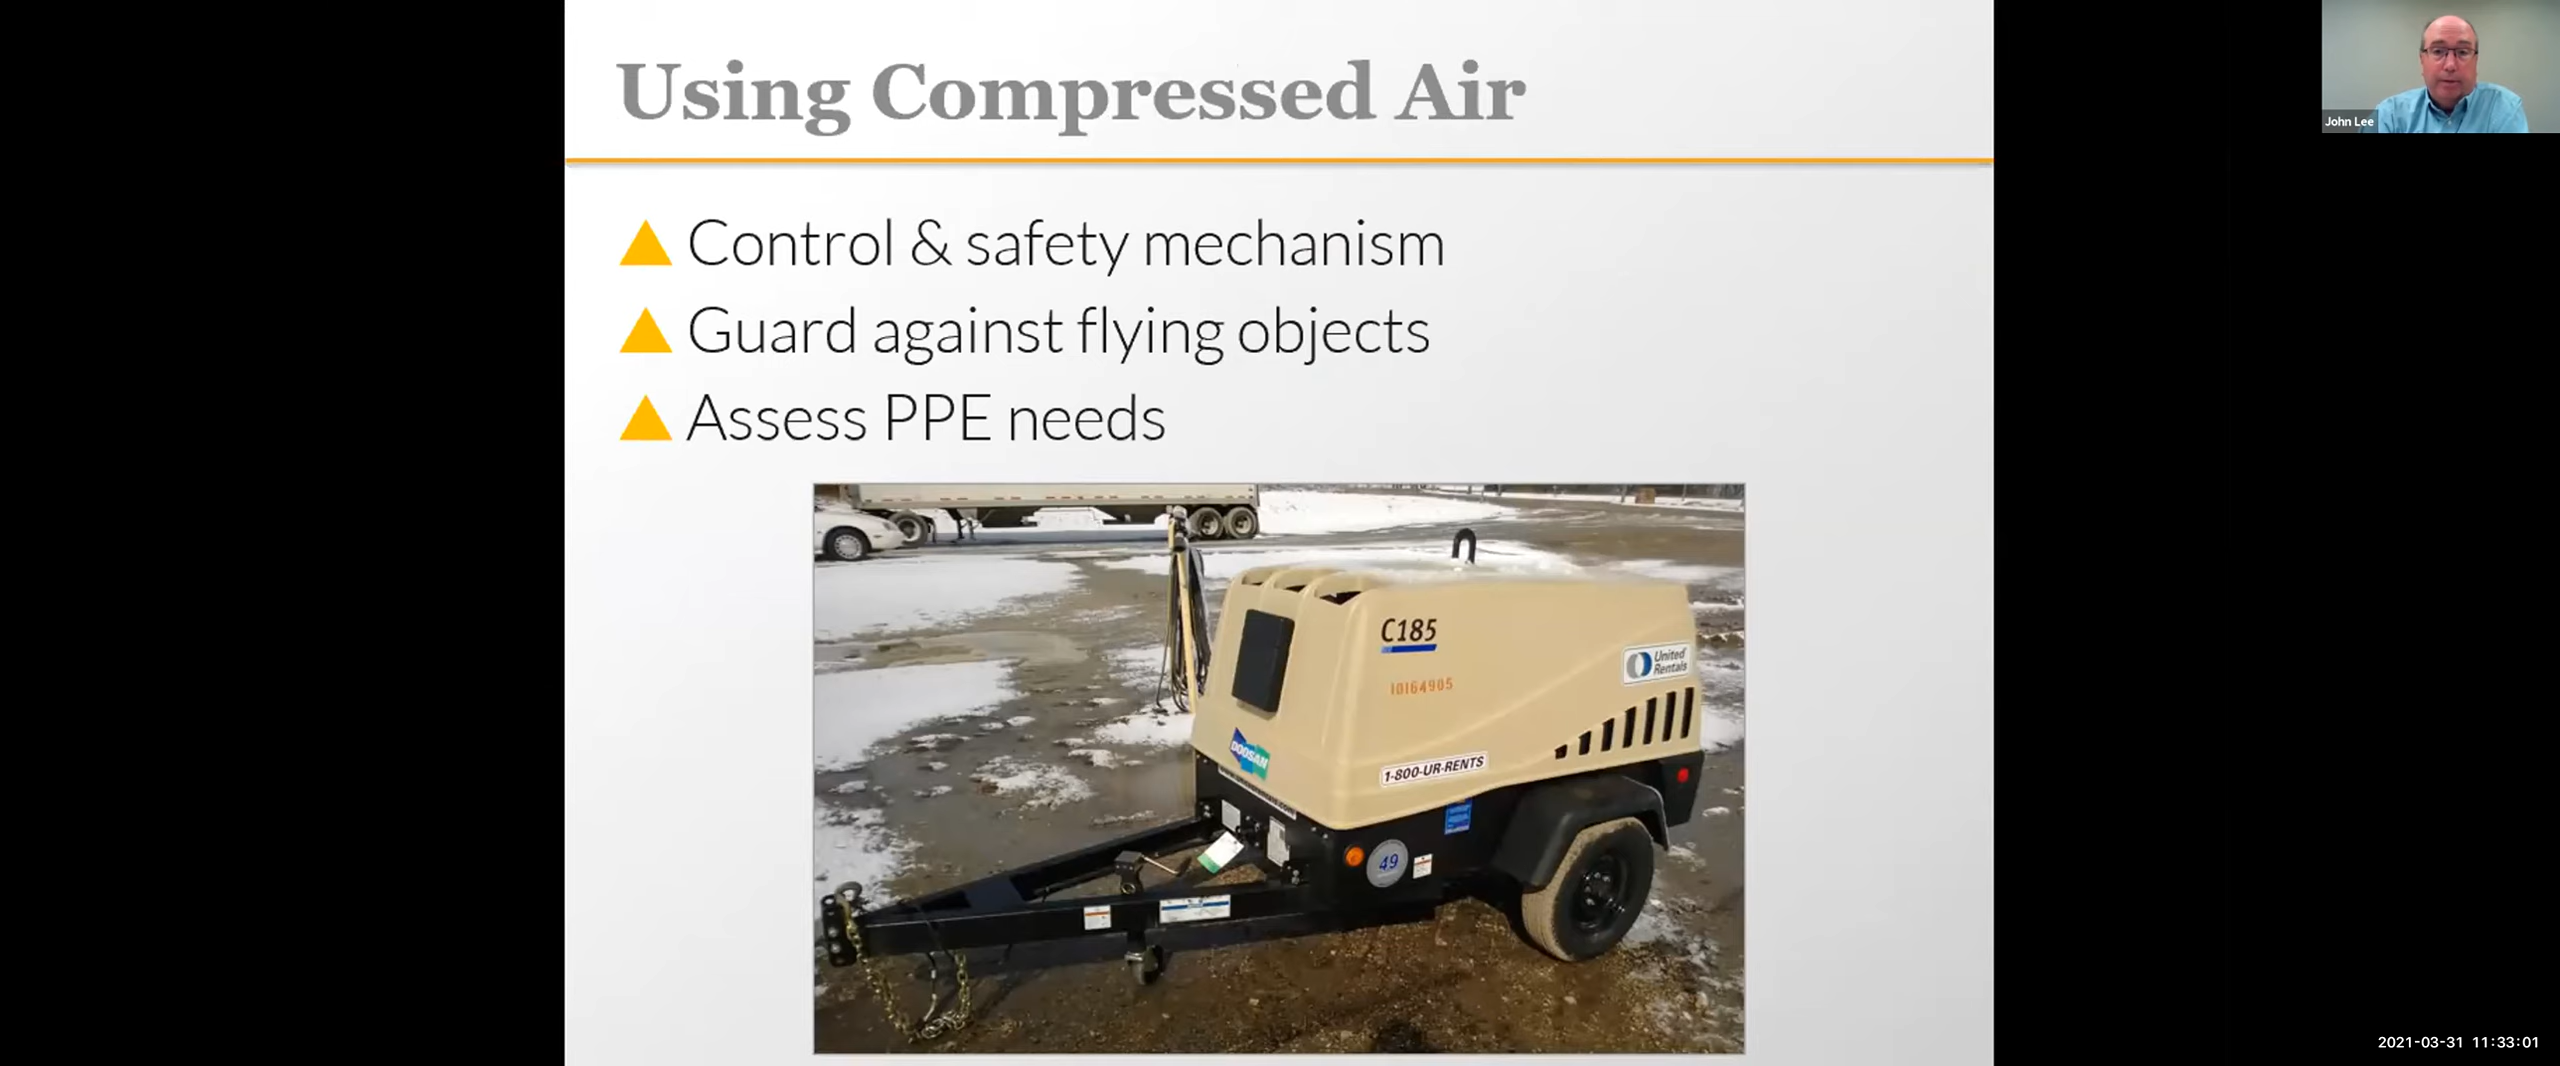 Using Compressed Air
John Lee
Control & safety mechanism
Guard against flying objects
Assess PPE needs
C185
10164905
United
Rentals
DOOSAN
1-800-UR-RENTS
49
2021-03-31 11:33:01